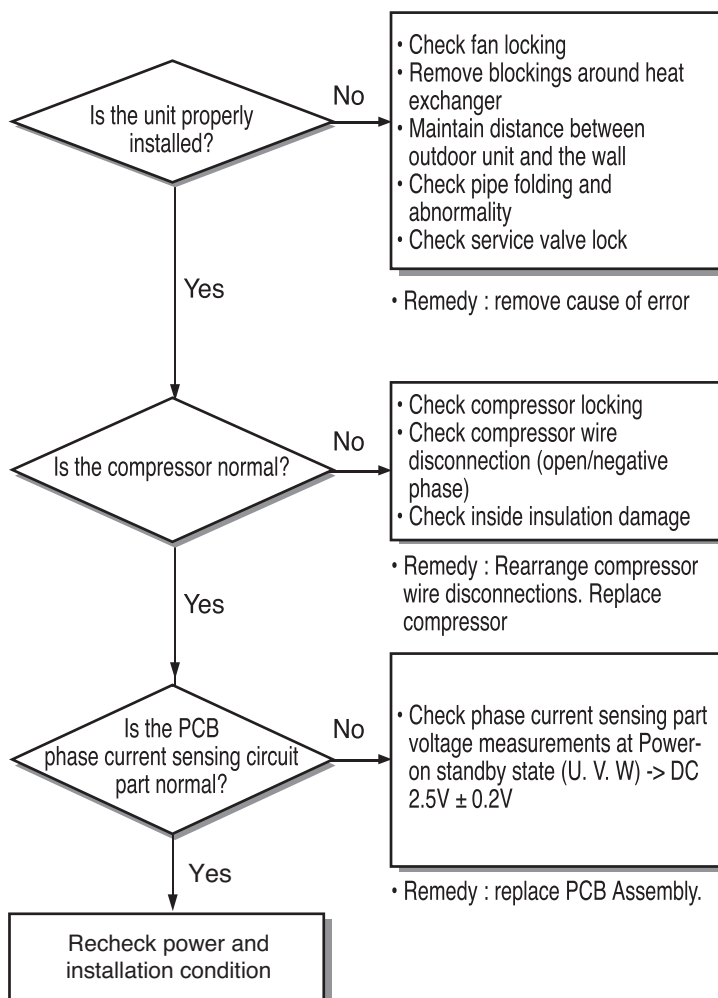 Is the unit properly
installed?
No
• Check fan locking
• Remove blockings around heat
exchanger
• Maintain distance between
outdoor unit and the wall
• Check pipe folding and
abnormality
• Check service valve lock
• Remedy : remove cause of error
Yes
Is the compressor normal?
No
• Check compressor locking
• Check compressor wire
disconnection (open/negative
phase)
• Check inside insulation damage
• Remedy : Rearrange compressor
wire disconnections. Replace
compressor
Yes
Is the PCB
phase current sensing circuit
part normal?
No
• Check phase current sensing part
voltage measurements at Power-
on standby state (U. V. W) -> DC
2.5V ± 0.2V
• Remedy : replace PCB Assembly.
Yes
Recheck power and
installation condition